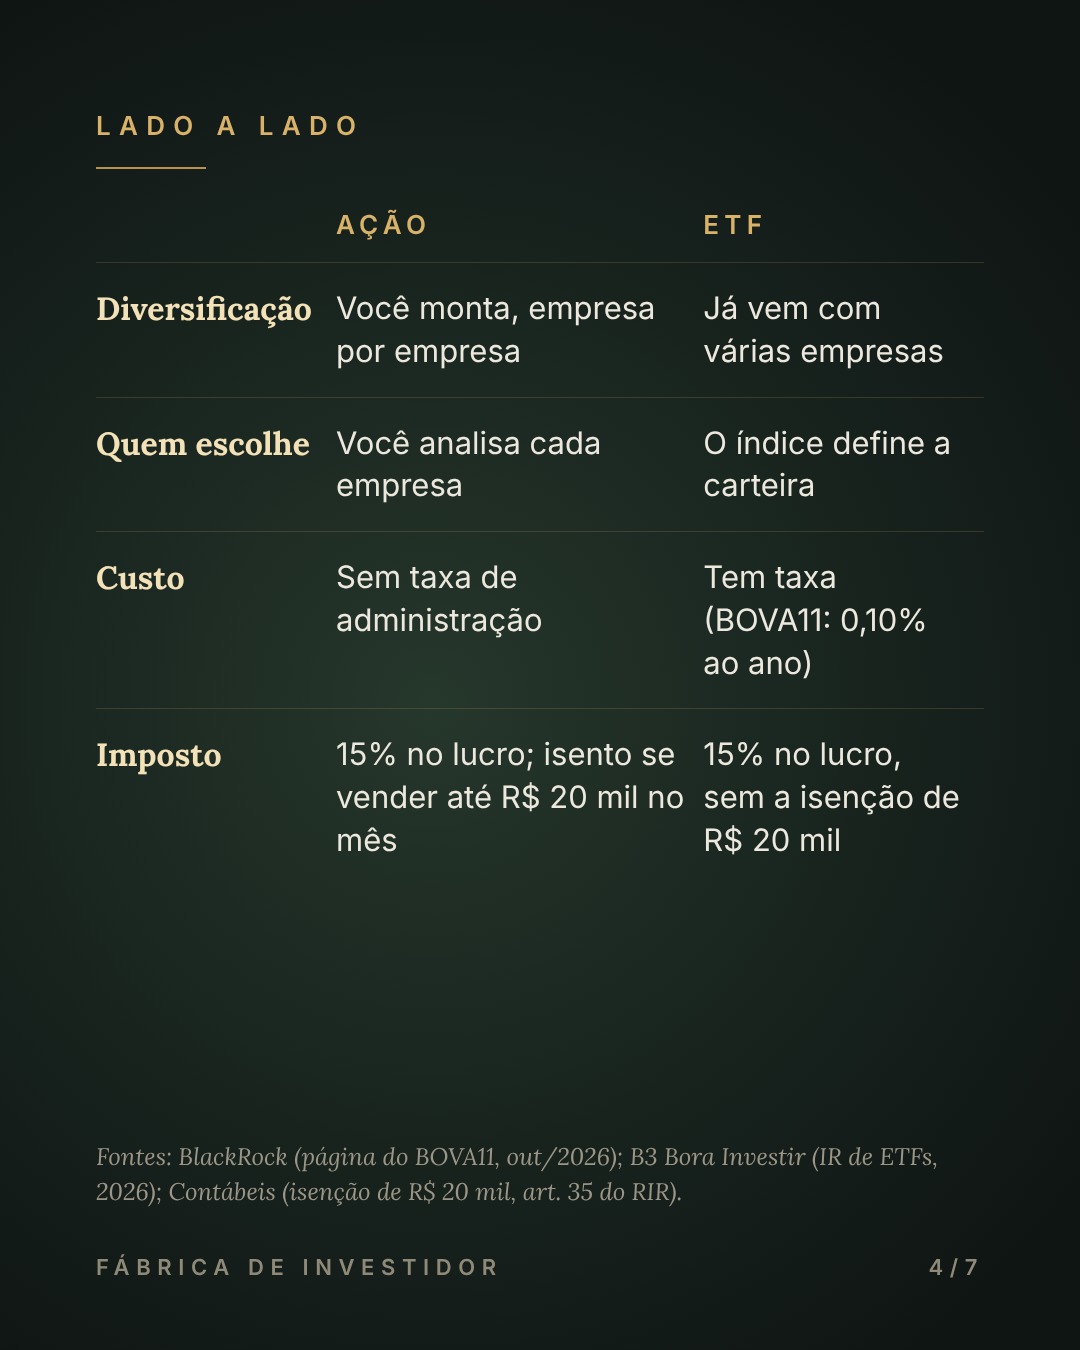 LADO A LADO
AÇÃO
ETF
Diversificação
Você monta, empresa
por empresa
Já vem com
várias empresas
Quem escolhe
Você analisa cada
empresa
O índice define a
carteira
Custo
Sem taxa de
administração
Tem taxa
(BOVA11: 0,10%
ao ano)
Imposto
15% no lucro; isento se
vender até R$ 20 mil no
mês
15% no lucro,
sem a isenção de
R$ 20 mil
Fontes: BlackRock (página do BOVA11, out/2026); B3 Bora Investir (IR de ETFs,
2026); Contábeis (isenção de R$ 20 mil, art. 35 do RIR).
FÁBRICA DE INVESTIDOR
4/7